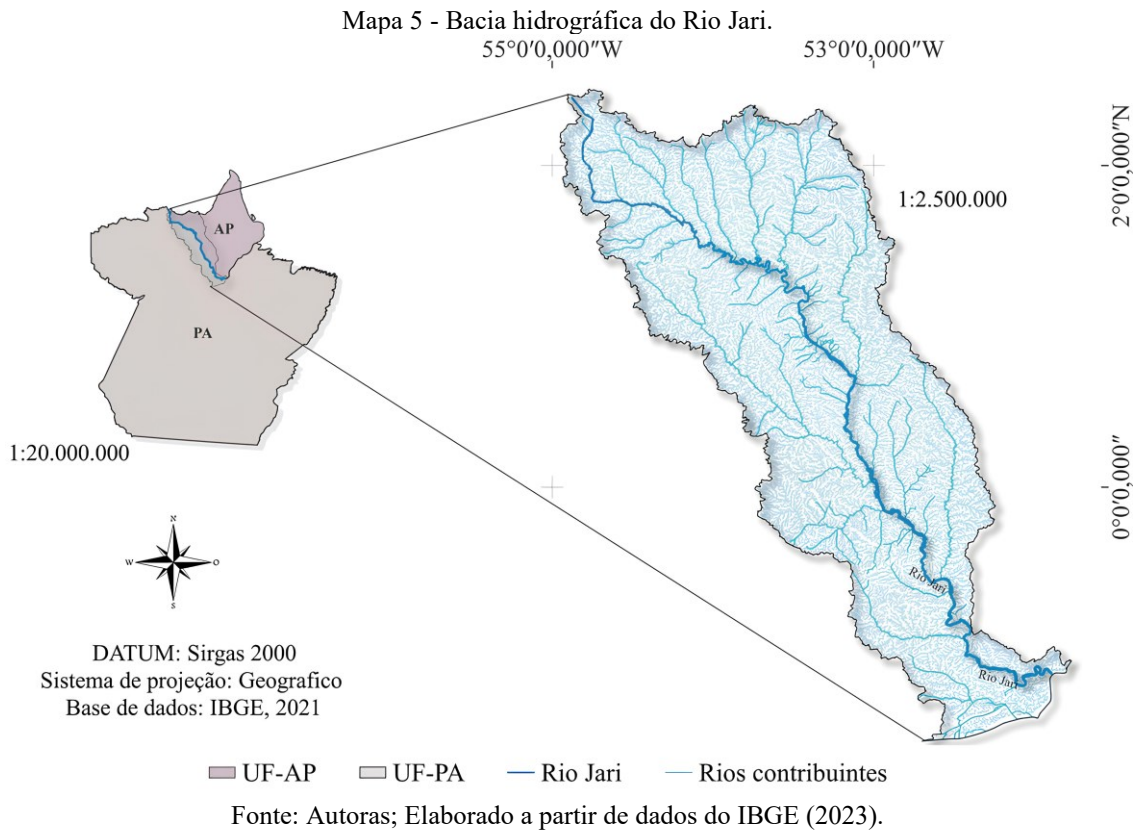 Mapa 5 - Bacia hidrográfica do Rio Jari.
55°0'0,000"W
53°0'0,000"W
2°0'0,000"N
1:2.500.000
AP
PA
1:20.000.000
0°0'0,000"
N
W
O
S
Rio Jari
Rio Jari
DATUM: Sirgas 2000
Sistema de projeção: Geografico
Base de dados: IBGE, 2021
UF-AP
UF-PA
Rio Jari
Rios contribuintes
Fonte: Autoras; Elaborado a partir de dados do IBGE (2023).